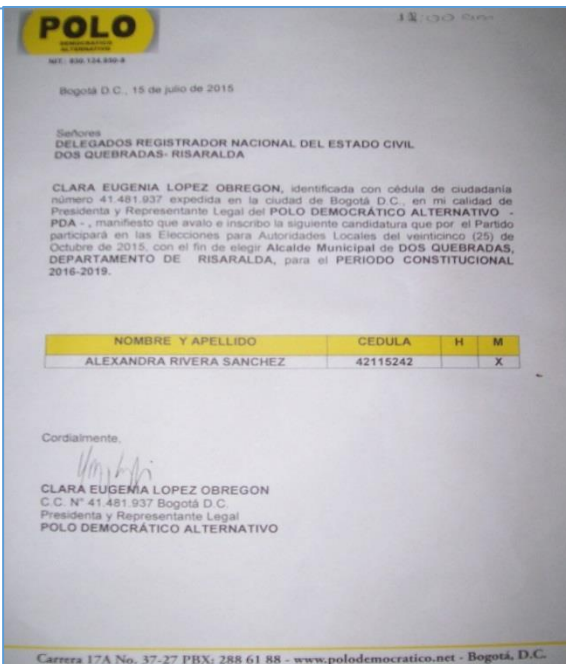 POLO
DEMOCRATICO
ALTERNATIVO
NIT.: 830.124.930-8
Bogotá D.C., 15 de julio de 2015
Señores
DELEGADOS REGISTRADOR NACIONAL DEL ESTADO CIVIL
DOS QUEBRADAS- RISARALDA
CLARA EUGENIA LOPEZ OBREGON, identificada con cédula de ciudadanía
número 41.481.937 expedida en la ciudad de Bogotá D.C., en mi calidad de
Presidenta y Representante Legal del POLO DEMOCRÁTICO ALTERNATIVO -
PDA - , manifiesto que avalo e inscribo la siguiente candidatura que por el Partido
participará en las Elecciones para Autoridades Locales del veinticinco (25) de
Octubre de 2015, con el fin de elegir Alcalde Municipal de DOS QUEBRADAS,
DEPARTAMENTO DE RISARALDA, para el PERIODO CONSTITUCIONAL
2016-2019.
NOMBRE Y APELLIDO CEDULA H M
ALEXANDRA RIVERA SANCHEZ 42115242 X
Cordialmente,
CLARA EUGENIA LOPEZ OBREGON
C.C. N° 41.481.937 Bogotá D.C.
Presidenta y Representante Legal
POLO DEMOCRÁTICO ALTERNATIVO
Carrera 17A No. 37-27 PBX: 288 61 88 - www.polodemocratico.net - Bogotá, D.C.